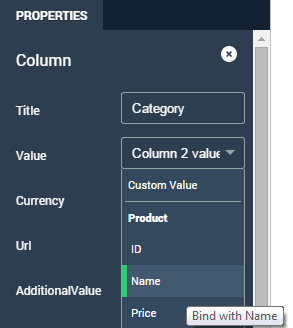 PROPERTIES
Column
Title Category
Value Column 2 value
Custom Value
Currency
Product
Url ID
Name
AdditionalValue
Price
Bind with Name